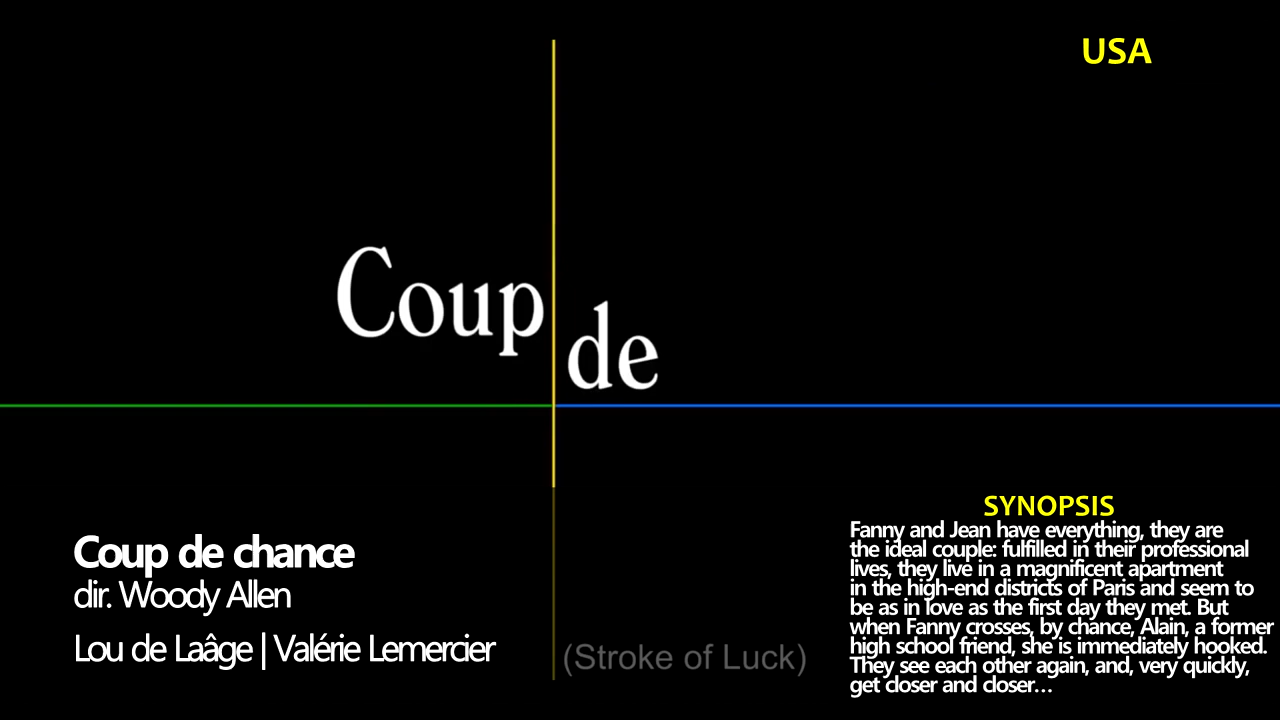 USA
Coup
de
Coup de chance
dir. Woody Allen
Lou de Laâge | Valérie Lemercier
(Stroke of Luck)
SYNOPSIS
Fanny and Jean have everything, they are
the ideal couple: fulfilled in their professional
lives, they live in a magnificent apartment
in the high-end districts of Paris and seem to
be as in love as the first day they met. But
when Fanny crosses, by chance, Alain, a former
high school friend, she is immediately hooked.
They see each other again, and, very quickly,
get closer and closer…